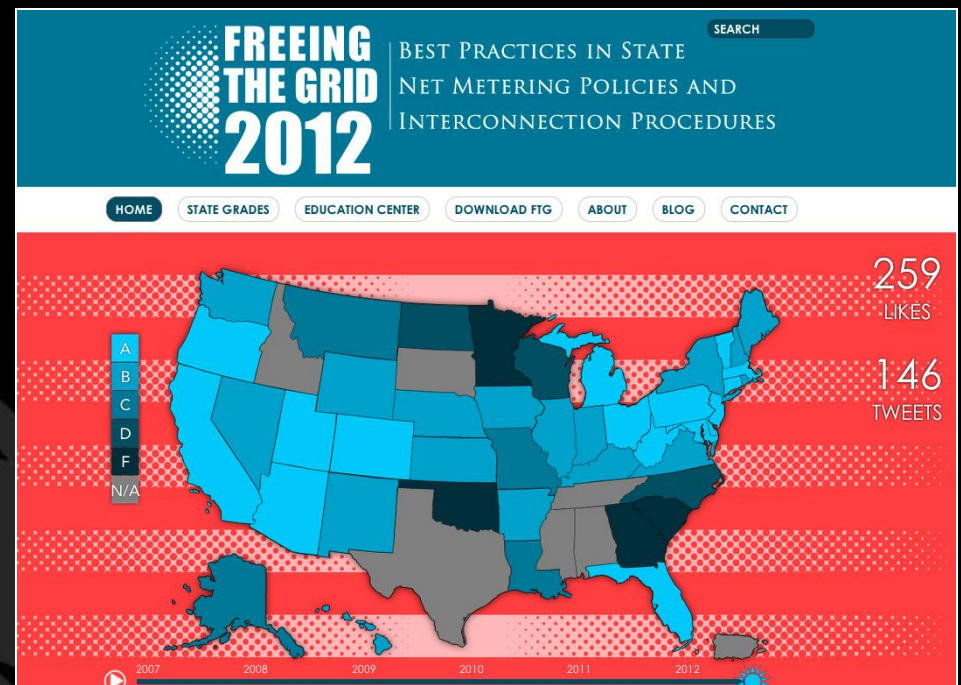 SEARCH
FREEING
THE GRID
2012
BEST PRACTICES IN STATE
NET METERING POLICIES AND
INTERCONNECTION PROCEDURES
HOME
STATE GRADES
EDUCATION CENTER
DOWNLOAD FTG
ABOUT
BLOG
CONTACT
259
LIKES
146
TWEETS
A
B
C
D
F
N/A
2007
2008
2009
2010
2011
2012